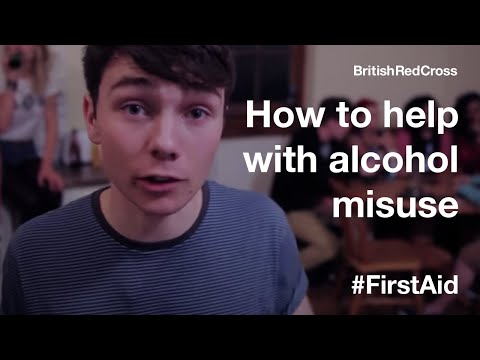 BritishRedCross
How to help
with alcohol
misuse
#FirstAid